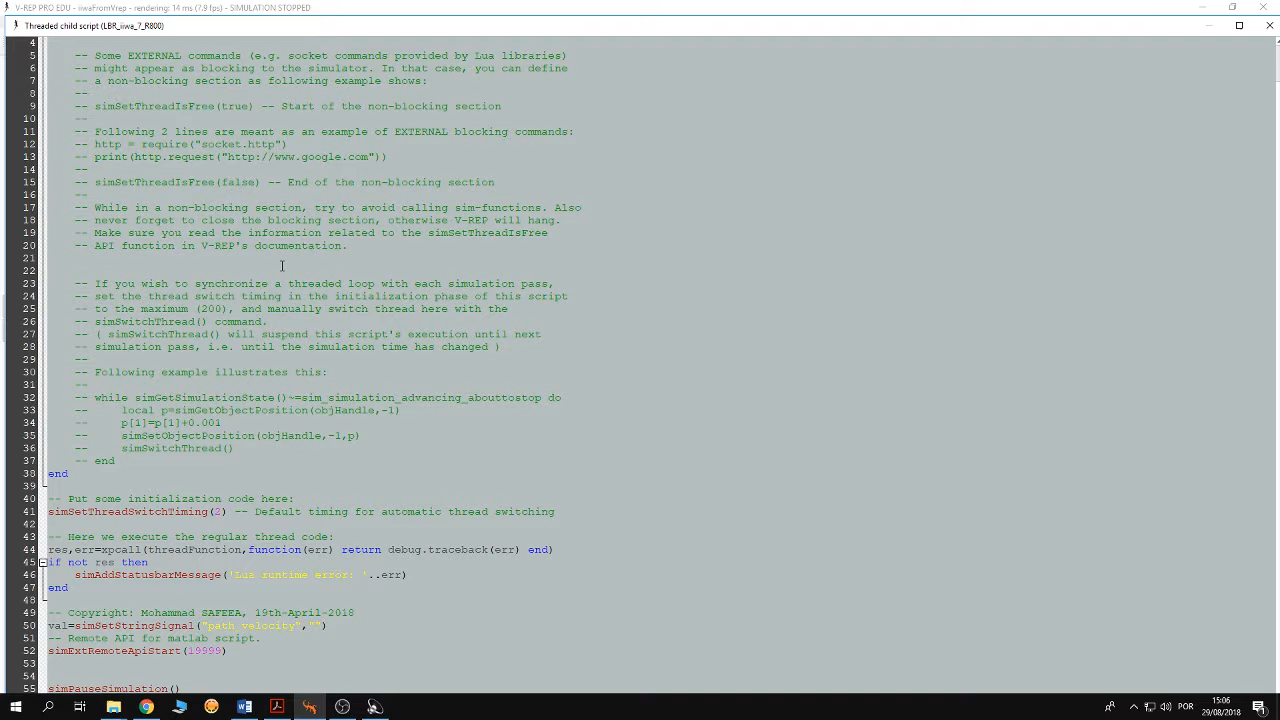 V-REP PRO EDU - iiwaFromVrep - rendering: 14 ms (7.9 fps) - SIMULATION STOPPED
Threaded child script (LBR_iiwa_7_R800)
4
5 -- Some EXTERNAL commands (e.g. socket commands provided by Lua libraries)
6 -- might appear as blocking to the simulator. In that case, you can define
7 -- a non-blocking section as following example shows:
8 --
9 -- simSetThreadIsFree(true) -- Start of the non-blocking section
10 --
11 -- Following 2 lines are meant as an example of EXTERNAL blocking commands:
12 -- http = require("socket.http")
13 -- print(http.request("http://www.google.com"))
14 --
15 -- simSetThreadIsFree(false) -- End of the non-blocking section
16 --
17 -- While in a non-blocking section, try to avoid calling sim-functions. Also
18 -- never forget to close the blocking section, otherwise V-REP will hang.
19 -- Make sure you read the information related to the simSetThreadIsFree
20 -- API function in V-REP's documentation.
21
22
23 -- If you wish to synchronize a threaded loop with each simulation pass,
24 -- set the thread switch timing in the initialization phase of this script
25 -- to the maximum (200), and manually switch thread here with the
26 -- simSwitchThread() command.
27 -- ( simSwitchThread() will suspend this script's execution until next
28 -- simulation pass, i.e. until the simulation time has changed )
29 --
30 -- Following example illustrates this:
31 --
32 -- while simGetSimulationState()~=sim_simulation_advancing_abouttostop do
33 --     local p=simGetObjectPosition(objHandle,-1)
34 --     p[1]=p[1]+0.001
35 --     simSetObjectPosition(objHandle,-1,p)
36 --     simSwitchThread()
37 -- end
38 end
39
40 -- Put some initialization code here:
41 simSetThreadSwitchTiming(2) -- Default timing for automatic thread switching
42
43 -- Here we execute the regular thread code:
44 res,err=xpcall(threadFunction,function(err) return debug.traceback(err) end)
45 if not res then
46     simAddStatusbarMessage('Lua runtime error: '..err)
47 end
48
49 -- Copyright: Mohammad SAFEEA, 19th-April-2018
50 val=simSetStringSignal("path_velocity","")
51 -- Remote API for matlab script.
52 simExtRemoteApiStart(19999)
53
54
55 simPauseSimulation()
POR
15:06
29/08/2018